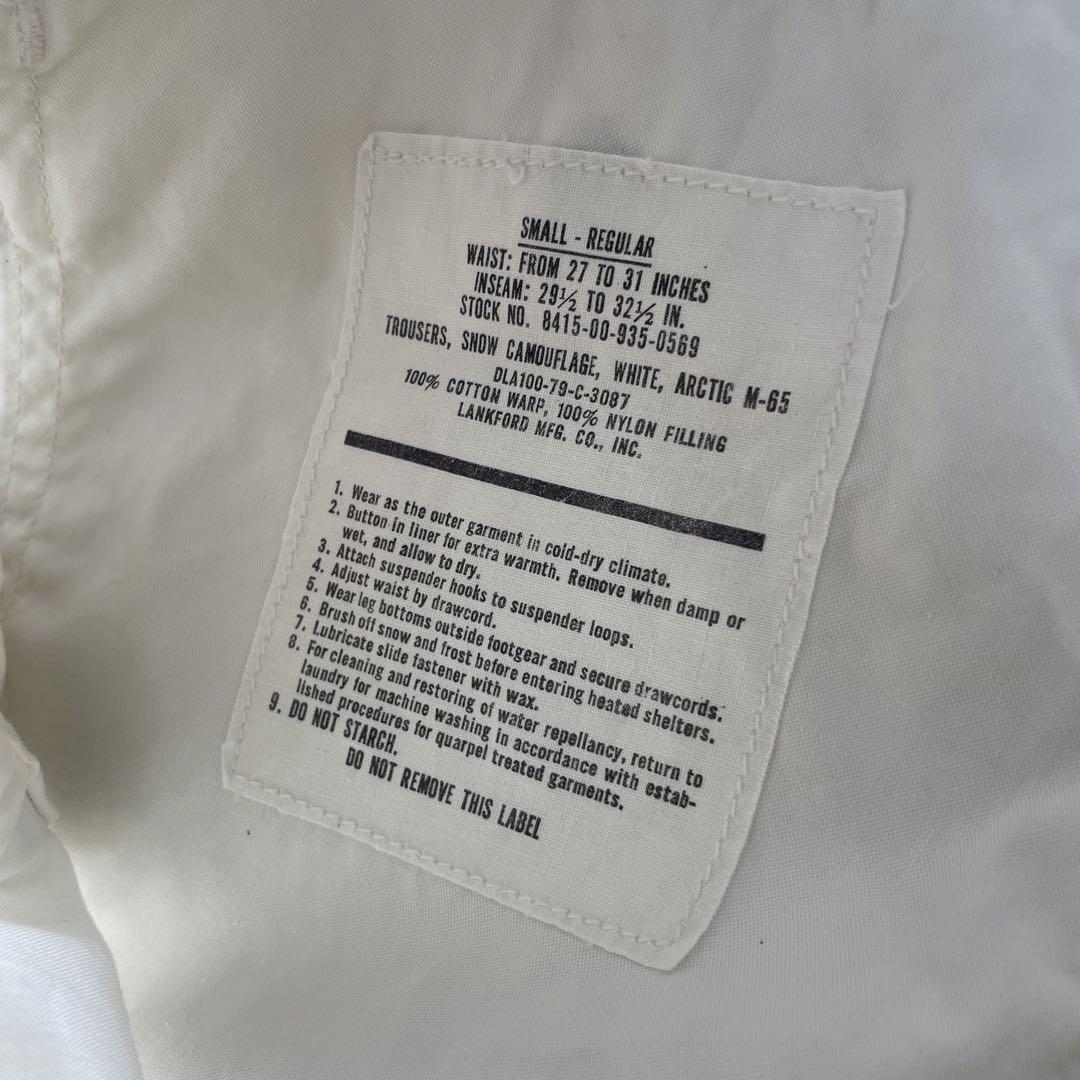 SMALL - REGULAR
WAIST: FROM 27 TO 31 INCHES
INSEAM: 29½ TO 32½ IN.
STOCK NO. 8415-00-935-0569
TROUSERS, SNOW CAMOUFLAGE, WHITE, ARCTIC M-65
DLA100-79-C-3087
100% COTTON WARP, 100% NYLON FILLING
LANKFORD MFG. CO., INC.
1. Wear as the outer garment in cold-dry climate.
2. Button in liner for extra warmth. Remove when damp or
wet, and allow to dry.
3. Attach suspender hooks to suspender loops.
4. Adjust waist by drawcord.
5. Wear leg bottoms outside footgear and secure drawcords.
6. Brush off snow and frost before entering heated shelters.
7. Lubricate slide fastener with wax.
8. For cleaning and restoring of water repellancy, return to
laundry for machine washing in accordance with estab-
lished procedures for quarpel treated garments.
9. DO NOT STARCH.
DO NOT REMOVE THIS LABEL